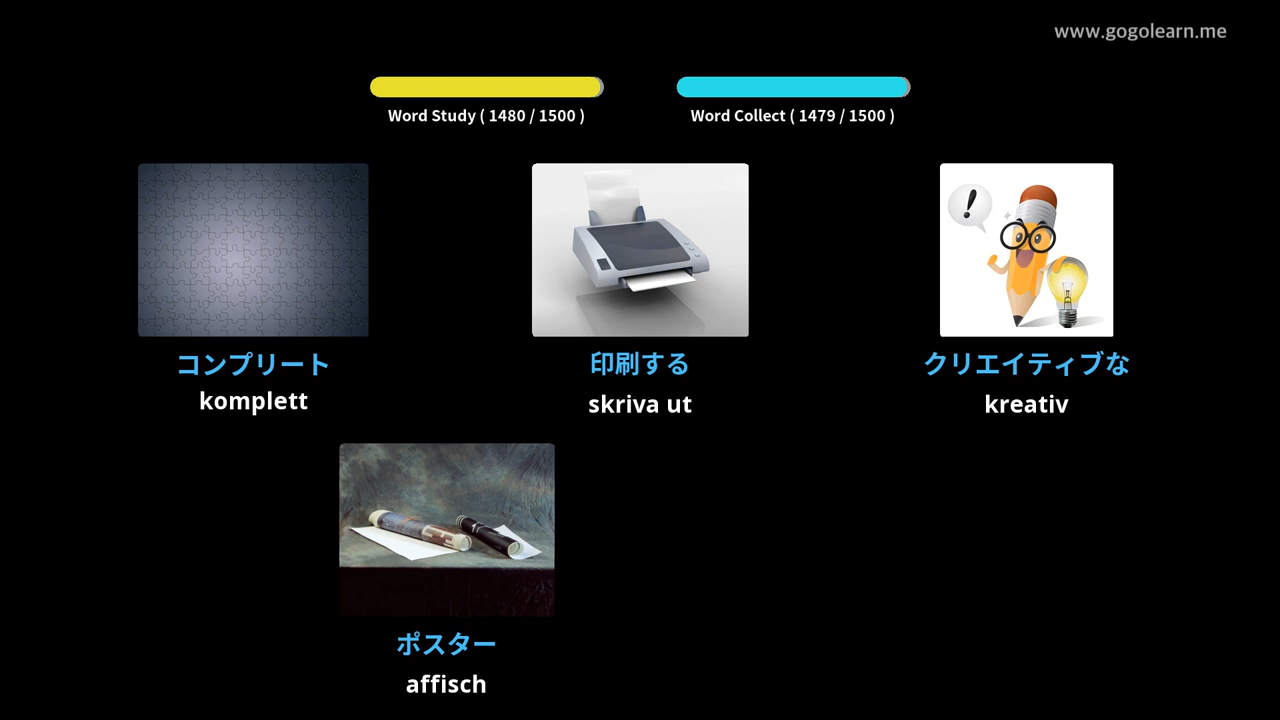 www.gogolearn.me
Word Study ( 1480 / 1500 )
Word Collect ( 1479 / 1500 )
コンプリート
印刷する
クリエイティブな
komplett
skriva ut
kreativ
ポスター
affisch